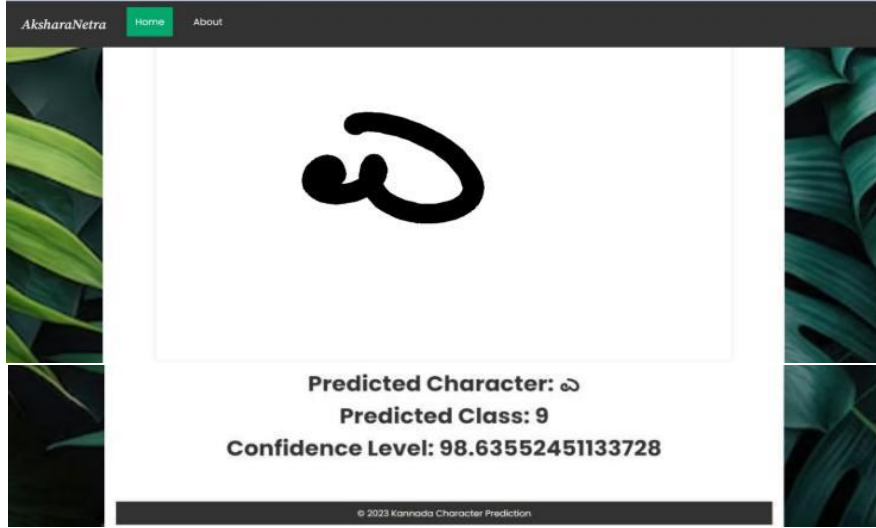 AksharaNetra Home About
ಎ
Predicted Character: ಎ
Predicted Class: 9
Confidence Level: 98.63552451133728
© 2023 Kannada Character Prediction